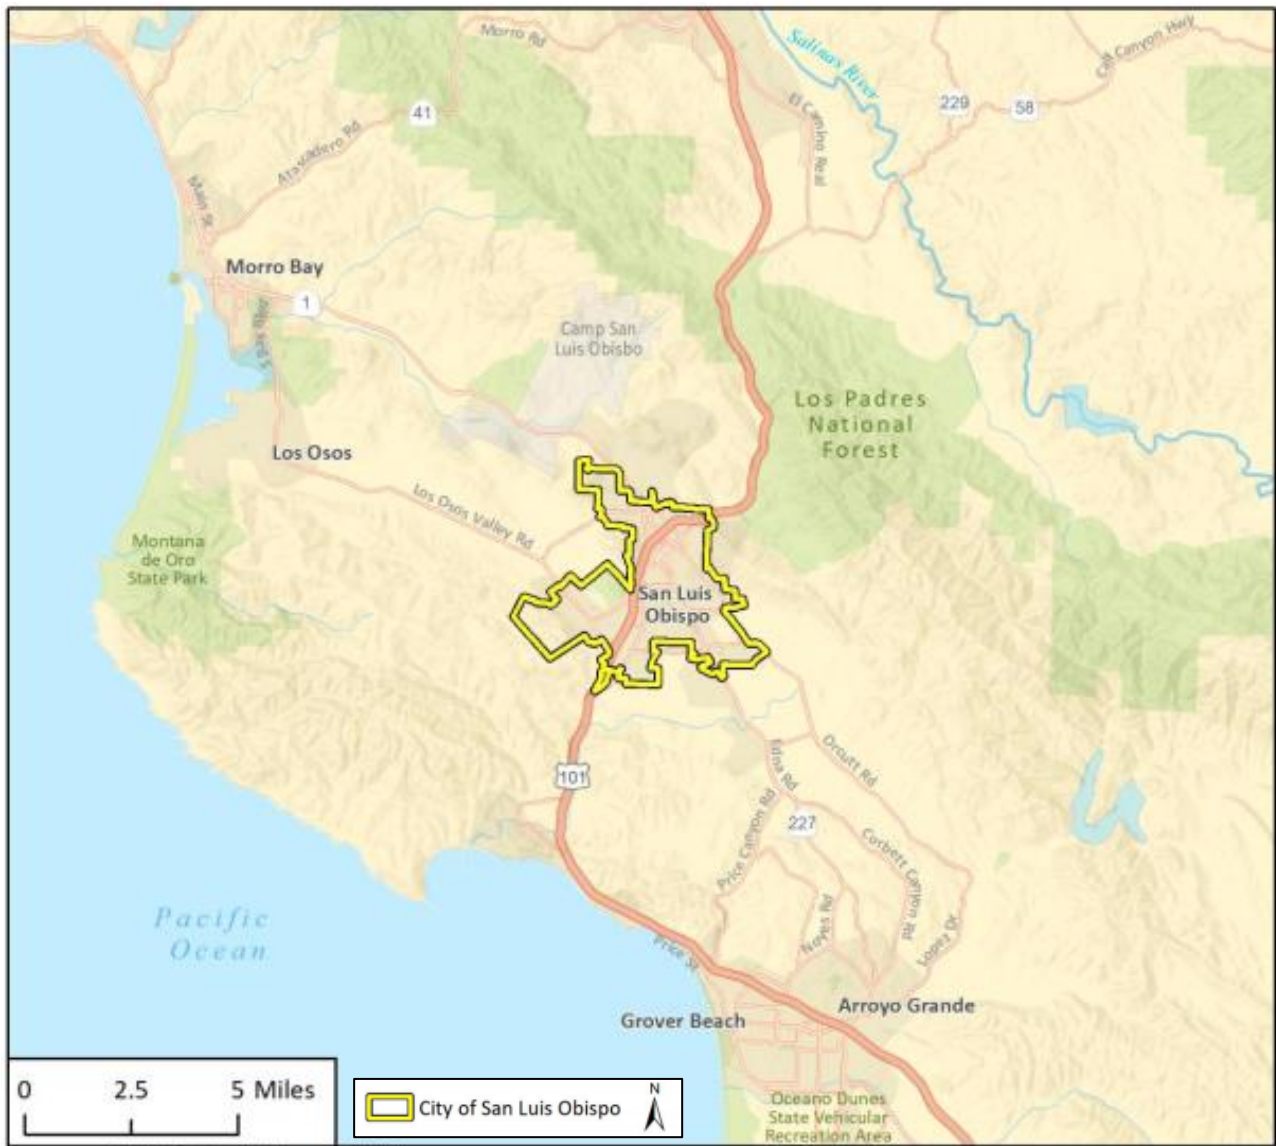 Morro Rd
Salinas River
Cali Canyon Hwy
229
58
41
El Camino Real
Atascadero Rd
Main St
Morro Bay
1
Camp San
Luis Obisbo
Los Padres
National
Forest
Los Osos
Los Osos Valley Rd
Montana
de Oro
State Park
San Luis
Obispo
Orcutt Rd
Edna Rd
101
Price Canyon Rd
227
Corbett Canyon Rd
Pacific
Ocean
Noyes Rd
Lopez Dr
Price St
Arroyo Grande
Grover Beach
0 2.5 5 Miles
City of San Luis Obispo
N
Oceano Dunes
State Vehicular
Recreation Area